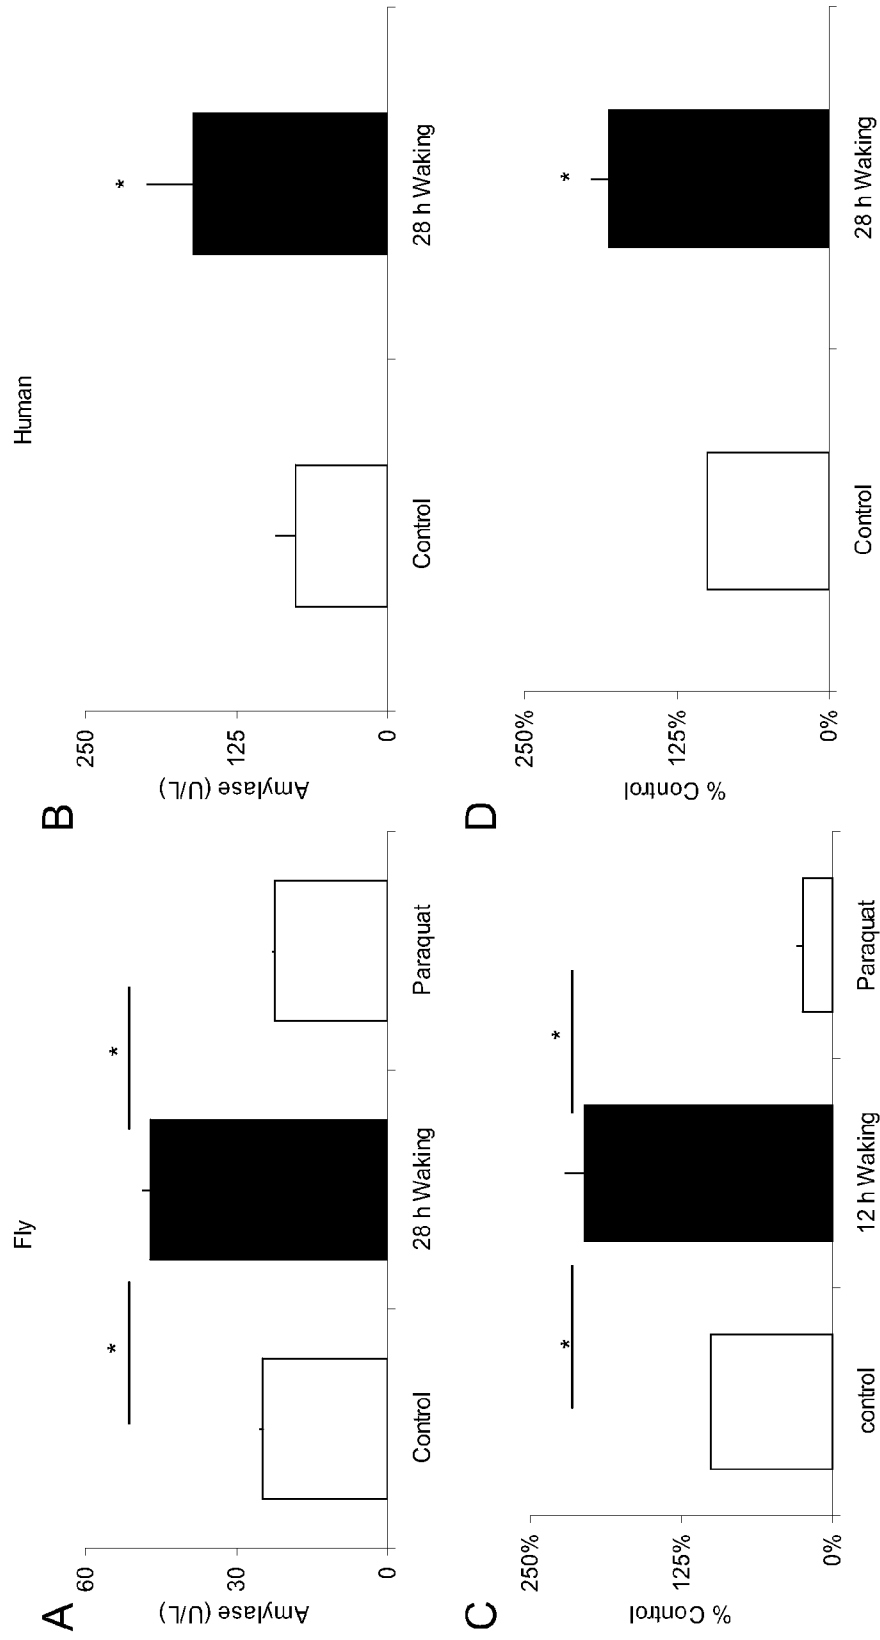 Fly
Human
A
Amylase (U/L)
60
30
0
*
*
Control
28 h Waking
Paraquat
B
Amylase (U/L)
250
125
0
*
Control
28 h Waking
C
% Control
250%
125%
0%
*
*
control
12 h Waking
Paraquat
D
% Control
250%
125%
0%
*
Control
28 h Waking